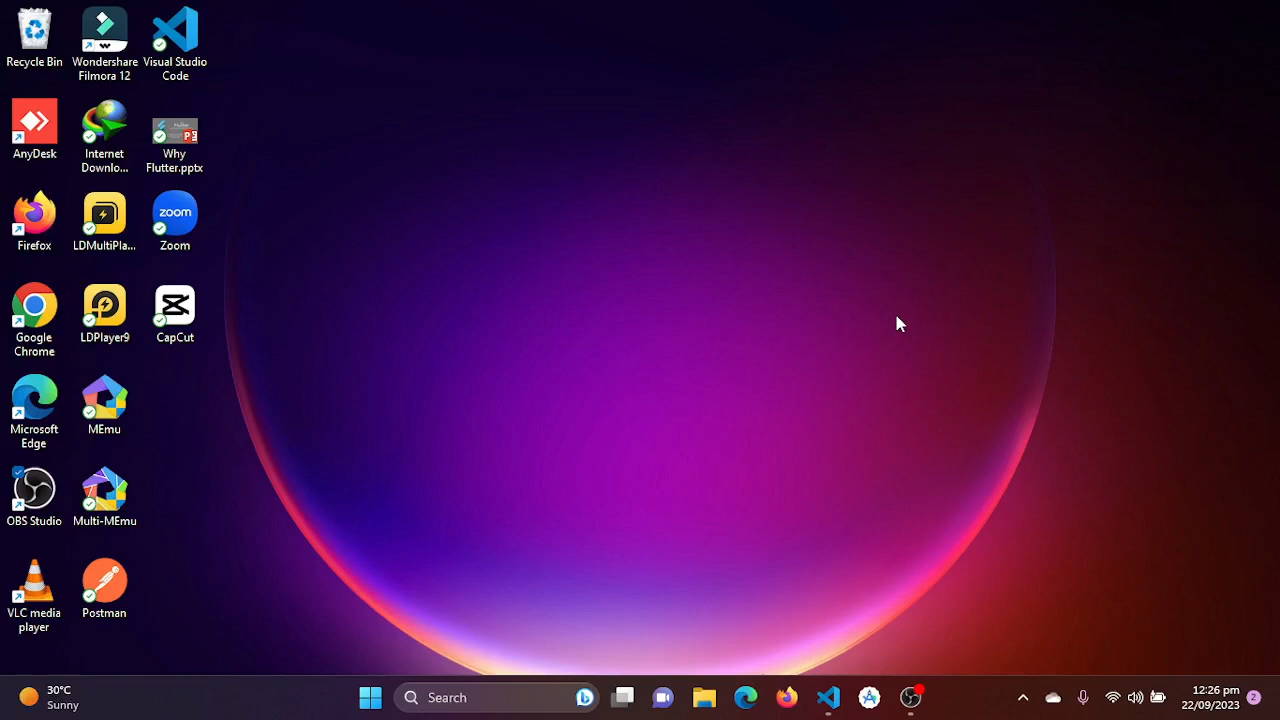 Recycle Bin
Wondershare
Filmora 12
Visual Studio
Code
AnyDesk
Internet
Downlo...
Why
Flutter.pptx
Firefox
LDMultiPla...
zoom
Zoom
Google
Chrome
LDPlayer9
CapCut
Microsoft
Edge
MEmu
OBS Studio
Multi-MEmu
VLC media
player
Postman
30°C
Sunny
Search
12:26 pm
22/09/2023
2